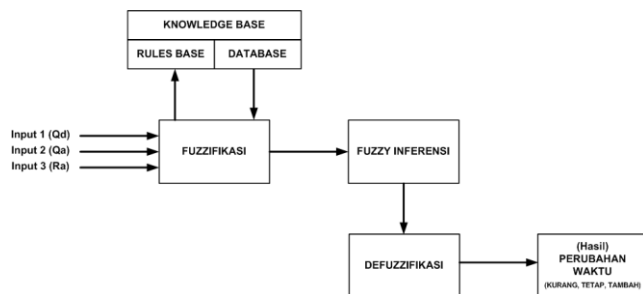 KNOWLEDGE BASE
RULES BASE
DATABASE
Input 1 (Qd)
Input 2 (Qa)
Input 3 (Ra)
FUZZIFIKASI
FUZZY INFERENSI
DEFUZZIFIKASI
(Hasil)
PERUBAHAN
WAKTU
(KURANG, TETAP, TAMBAH)